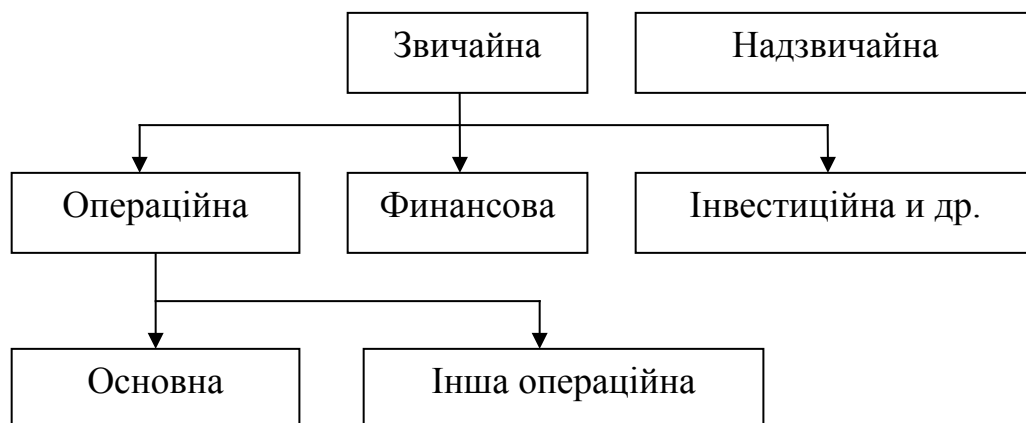 Звичайна
Надзвичайна
Операційна
Финансова
Інвестиційна и др.
Основна
Інша операційна